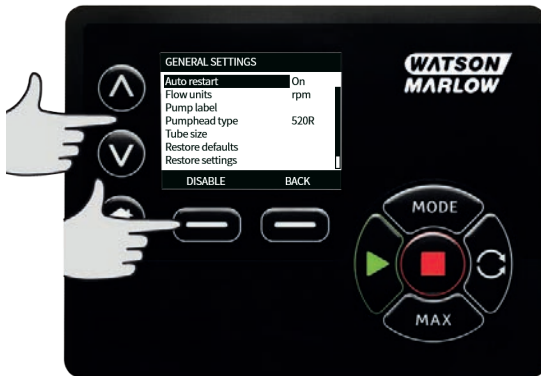 GENERAL SETTINGS
Auto restart On
Flow units rpm
Pump label
Pumphead type 520R
Tube size
Restore defaults
Restore settings
DISABLE BACK
WATSON
MARLOW
MODE
MAX